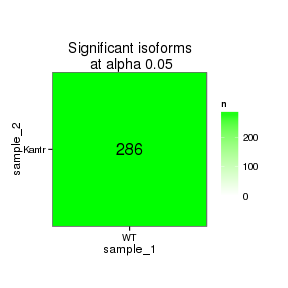 Significant isoforms
at alpha 0.05
sample_2
Kantr
286
WT
sample_1
n
200
100
0